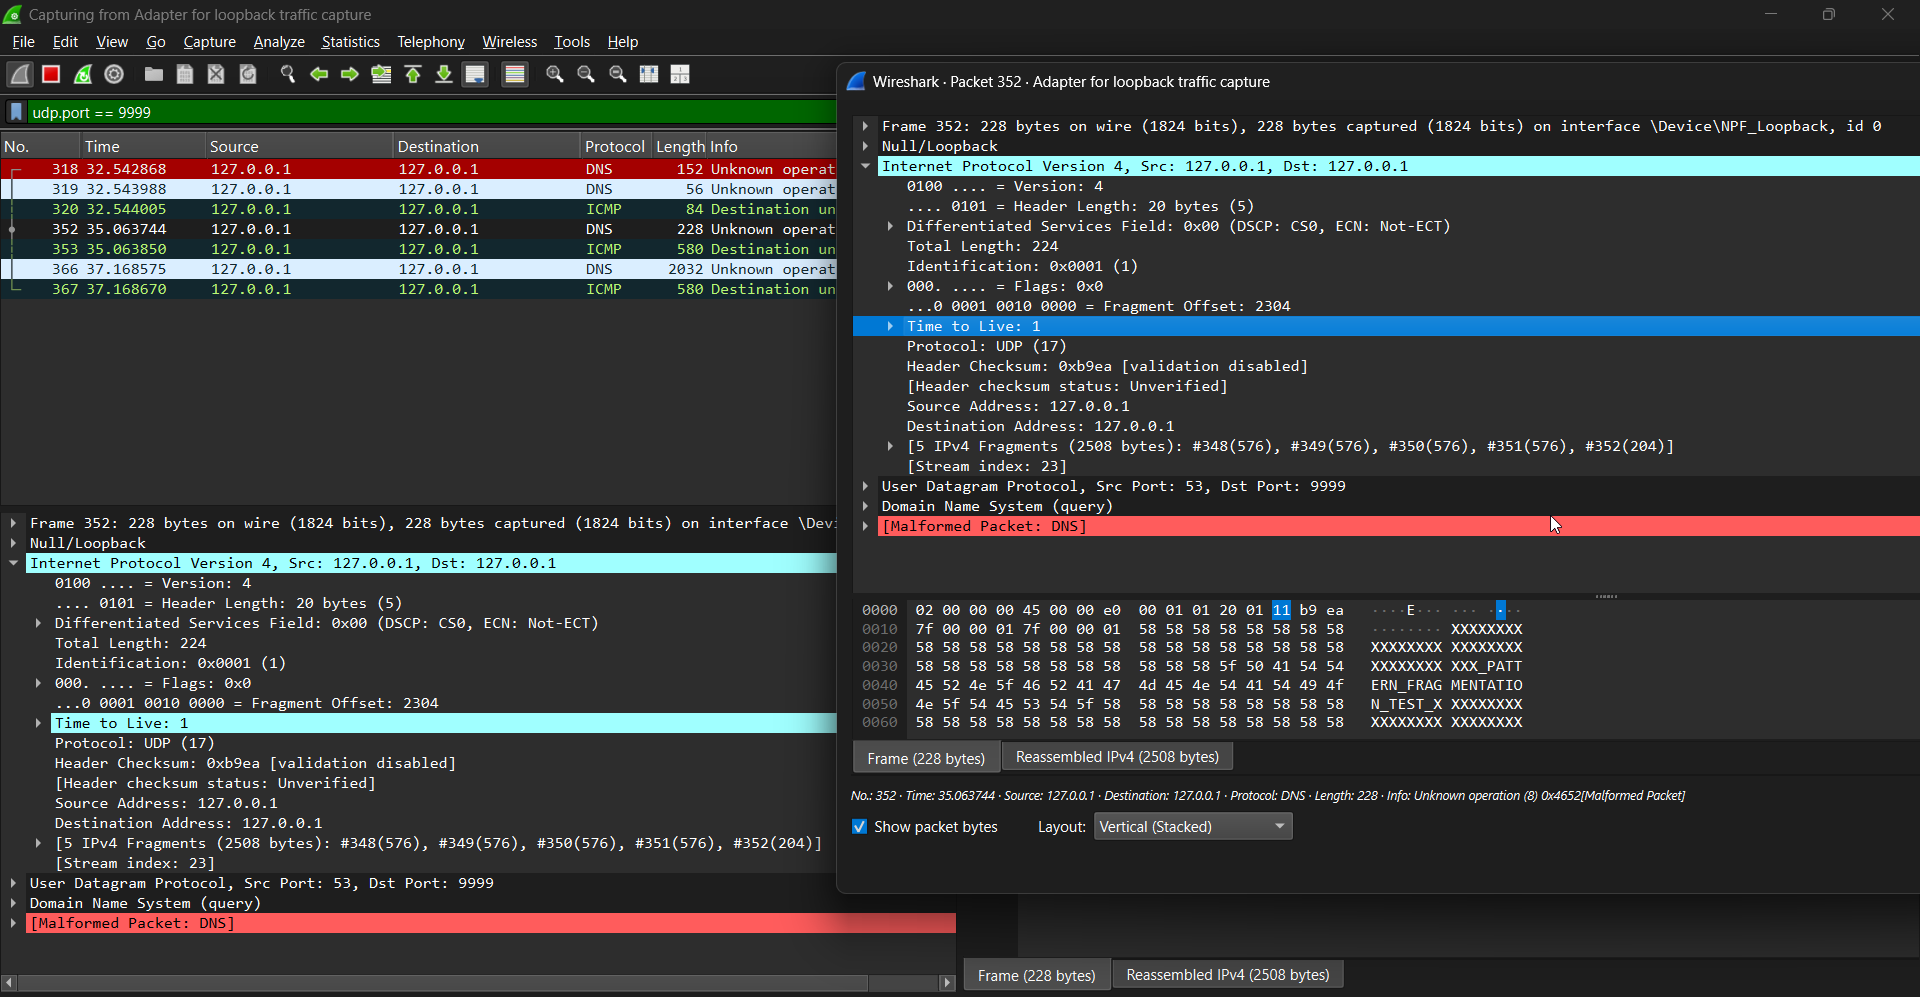 Capturing from Adapter for loopback traffic capture
File Edit View Go Capture Analyze Statistics Telephony Wireless Tools Help
udp.port == 9999
No. Time Source Destination Protocol Length Info
318 32.542868 127.0.0.1 127.0.0.1 DNS 152 Unknown operat
319 32.543988 127.0.0.1 127.0.0.1 DNS 56 Unknown operat
320 32.544005 127.0.0.1 127.0.0.1 ICMP 84 Destination un
352 35.063744 127.0.0.1 127.0.0.1 DNS 228 Unknown operat
353 35.063850 127.0.0.1 127.0.0.1 ICMP 580 Destination un
366 37.168575 127.0.0.1 127.0.0.1 DNS 2032 Unknown operat
367 37.168670 127.0.0.1 127.0.0.1 ICMP 580 Destination un
Frame 352: 228 bytes on wire (1824 bits), 228 bytes captured (1824 bits) on interface \Devi
Null/Loopback
Internet Protocol Version 4, Src: 127.0.0.1, Dst: 127.0.0.1
0100 .... = Version: 4
.... 0101 = Header Length: 20 bytes (5)
Differentiated Services Field: 0x00 (DSCP: CS0, ECN: Not-ECT)
Total Length: 224
Identification: 0x0001 (1)
000. .... = Flags: 0x0
...0 0001 0010 0000 = Fragment Offset: 2304
Time to Live: 1
Protocol: UDP (17)
Header Checksum: 0xb9ea [validation disabled]
[Header checksum status: Unverified]
Source Address: 127.0.0.1
Destination Address: 127.0.0.1
[5 IPv4 Fragments (2508 bytes): #348(576), #349(576), #350(576), #351(576), #352(204)]
[Stream index: 23]
User Datagram Protocol, Src Port: 53, Dst Port: 9999
Domain Name System (query)
[Malformed Packet: DNS]
Wireshark · Packet 352 · Adapter for loopback traffic capture
Frame 352: 228 bytes on wire (1824 bits), 228 bytes captured (1824 bits) on interface \Device\NPF_Loopback, id 0
Null/Loopback
Internet Protocol Version 4, Src: 127.0.0.1, Dst: 127.0.0.1
0100 .... = Version: 4
.... 0101 = Header Length: 20 bytes (5)
Differentiated Services Field: 0x00 (DSCP: CS0, ECN: Not-ECT)
Total Length: 224
Identification: 0x0001 (1)
000. .... = Flags: 0x0
...0 0001 0010 0000 = Fragment Offset: 2304
Time to Live: 1
Protocol: UDP (17)
Header Checksum: 0xb9ea [validation disabled]
[Header checksum status: Unverified]
Source Address: 127.0.0.1
Destination Address: 127.0.0.1
[5 IPv4 Fragments (2508 bytes): #348(576), #349(576), #350(576), #351(576), #352(204)]
[Stream index: 23]
User Datagram Protocol, Src Port: 53, Dst Port: 9999
Domain Name System (query)
[Malformed Packet: DNS]
0000 02 00 00 00 45 00 00 e0 00 01 01 20 01 11 b9 ea ····E··· ··· ····
0010 7f 00 00 01 7f 00 00 01 58 58 58 58 58 58 58 58 ········ XXXXXXXX
0020 58 58 58 58 58 58 58 58 58 58 58 58 58 58 58 58 XXXXXXXX XXXXXXXX
0030 58 58 58 58 58 58 58 58 58 58 58 5f 50 41 54 54 XXXXXXXX XXX_PATT
0040 45 52 4e 5f 46 52 41 47 4d 45 4e 54 41 54 49 4f ERN_FRAG MENTATIO
0050 4e 5f 54 45 53 54 5f 58 58 58 58 58 58 58 58 58 N_TEST_X XXXXXXXX
0060 58 58 58 58 58 58 58 58 58 58 58 58 58 58 58 58 XXXXXXXX XXXXXXXX
Frame (228 bytes) Reassembled IPv4 (2508 bytes)
No.: 352 · Time: 35.063744 · Source: 127.0.0.1 · Destination: 127.0.0.1 · Protocol: DNS · Length: 228 · Info: Unknown operation (8) 0x4652[Malformed Packet]
Show packet bytes Layout: Vertical (Stacked)
Frame (228 bytes) Reassembled IPv4 (2508 bytes)